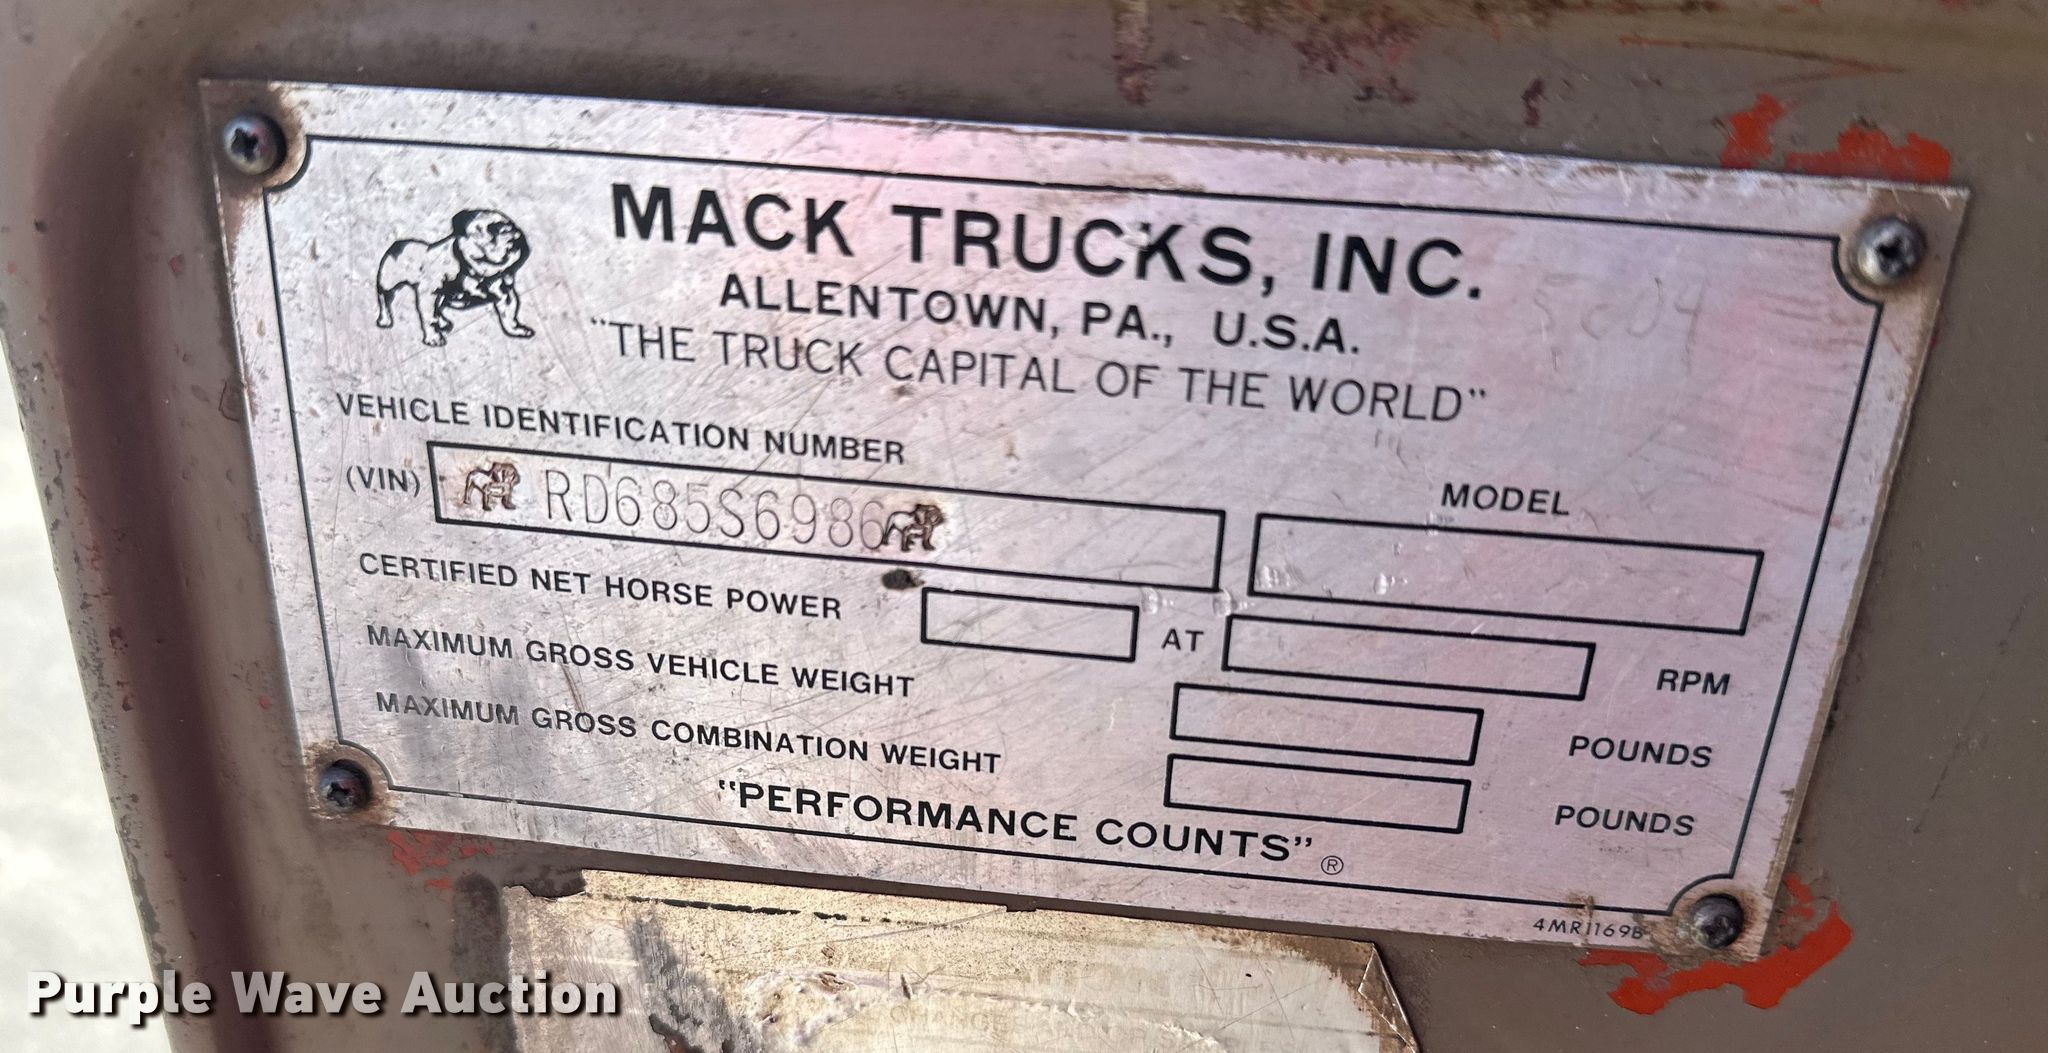 MACK TRUCKS, INC.
ALLENTOWN, PA., U.S.A.
"THE TRUCK CAPITAL OF THE WORLD"
VEHICLE IDENTIFICATION NUMBER
(VIN) RD685S6986
MODEL
CERTIFIED NET HORSE POWER AT RPM
MAXIMUM GROSS VEHICLE WEIGHT POUNDS
MAXIMUM GROSS COMBINATION WEIGHT POUNDS
"PERFORMANCE COUNTS" ®
4MR1169B
CHANGE
Purple Wave Auction